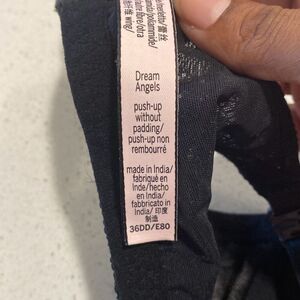 Dream
Angels
push-up
without
padding/
push-up non
rembourré
made in India/
fabriqué en
Inde/hecho
en India/
fabbricato in
India/ 印度
制造
36DD/E80